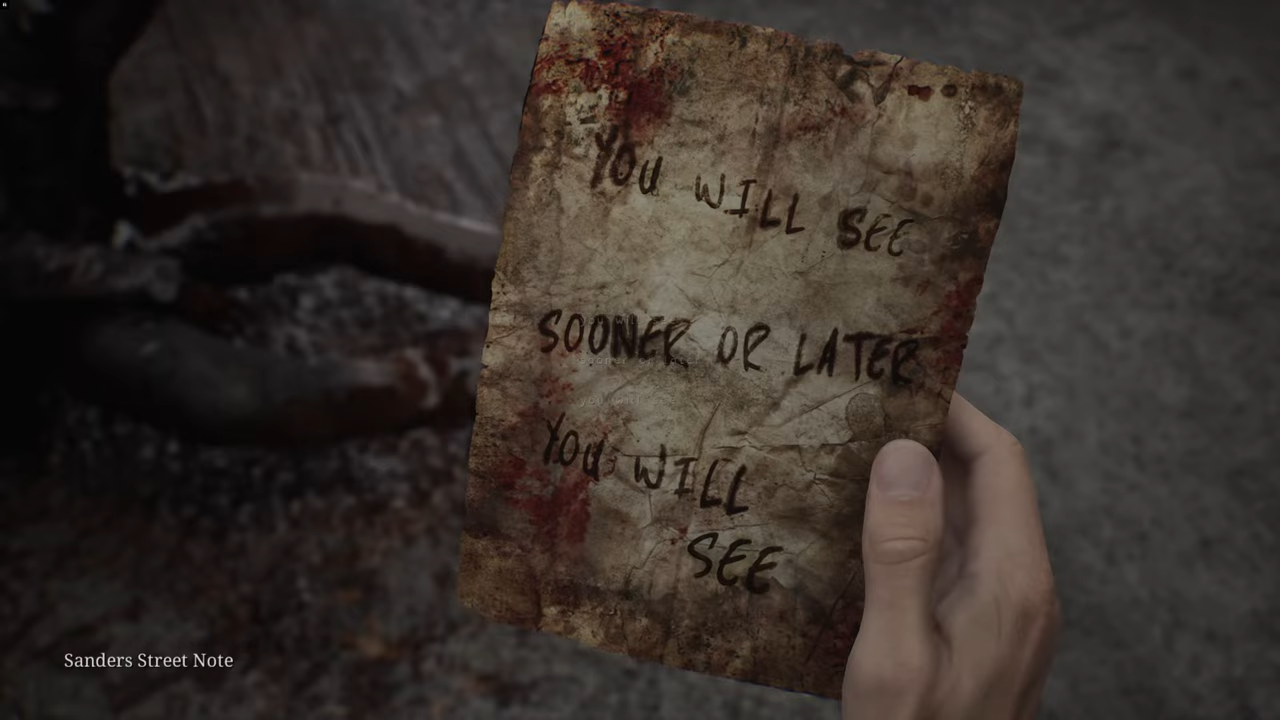 YOU WILL SEE
SOONER OR LATER
YOU WILL
SEE
Sanders Street Note